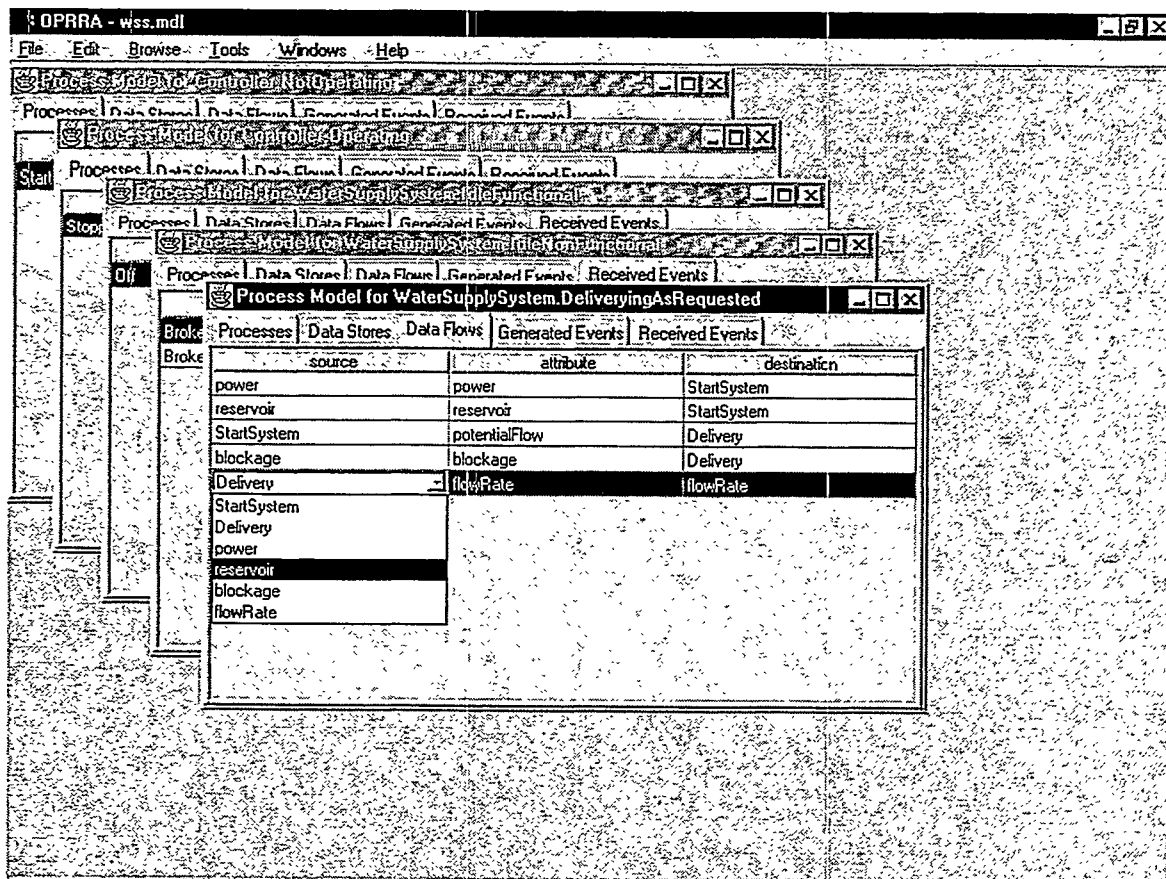 OPRRA - wss.mdl
File Edit Browse Tools Windows Help
Process Model for Controller.NotOperating
Processes Data Stores Data Flows Generated Events Received Events
Start
Process Model for Controller.Operating
Processes Data Stores Data Flows Generated Events Received Events
Stopp
Process Model for WaterSupplySystem.IdleFunctional
Processes Data Stores Data Flows Generated Events Received Events
Off
Process Model for WaterSupplySystem.IdleNonFunctional
Processes Data Stores Data Flows Generated Events Received Events
Broke
Broke
Process Model for WaterSupplySystem.DeliveryingAsRequested
Processes Data Stores Data Flows Generated Events Received Events
source attribute destination
power power StartSystem
reservoir reservoir StartSystem
StartSystem potentialFlow Delivery
blockage blockage Delivery
Delivery flowRate flowRate
StartSystem
Delivery
power
reservoir
blockage
flowRate